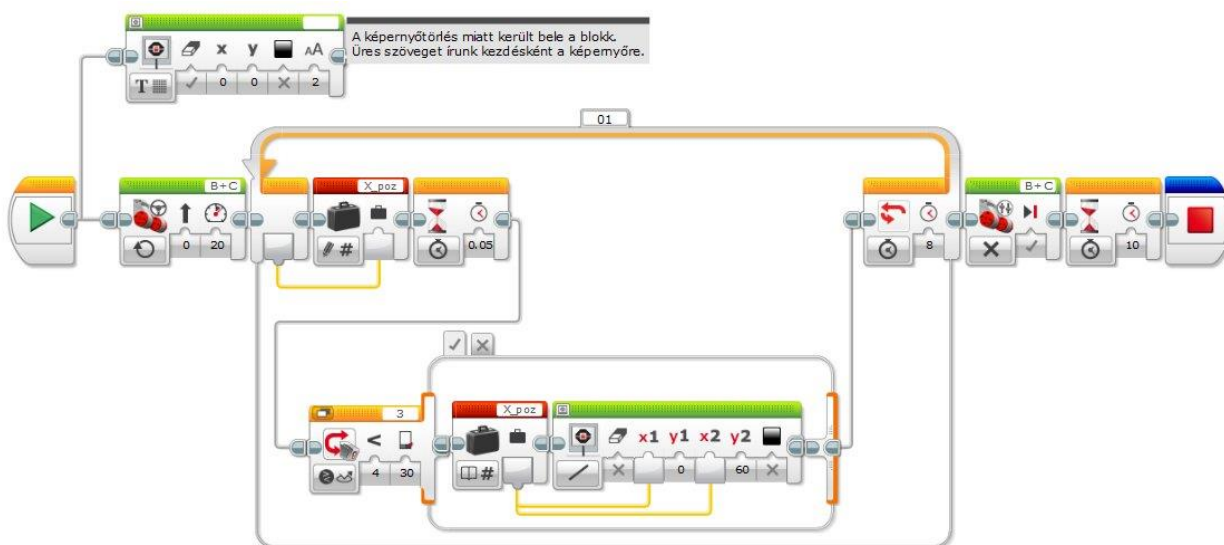 A képernyőtörlés miatt került bele a blokk.
Üres szöveget írunk kezdésként a képernyőre.
x y AA
T 0 0 2
01
B+C
0 20
X_poz
#
0.05
8
B+C
10
3
<
4 30
X_poz
#
x1 y1 x2 y2
0 60